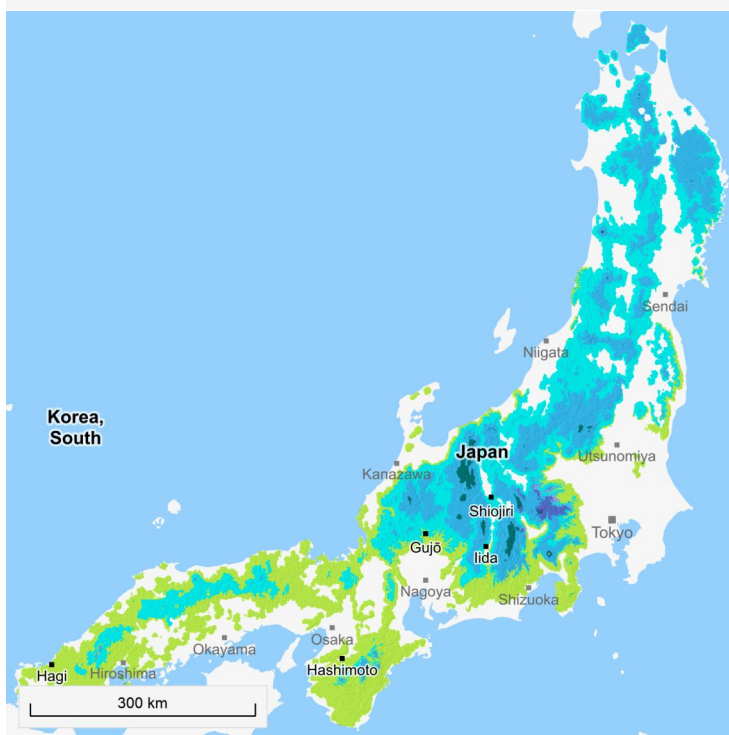 Sendai
Niigata
Korea,
South
Japan
Utsunomiya
Kanazawa
Shiojiri
Tokyo
Gujō
Iida
Nagoya
Shizuoka
Osaka
Okayama
Hashimoto
Hiroshima
Hagi
300 km